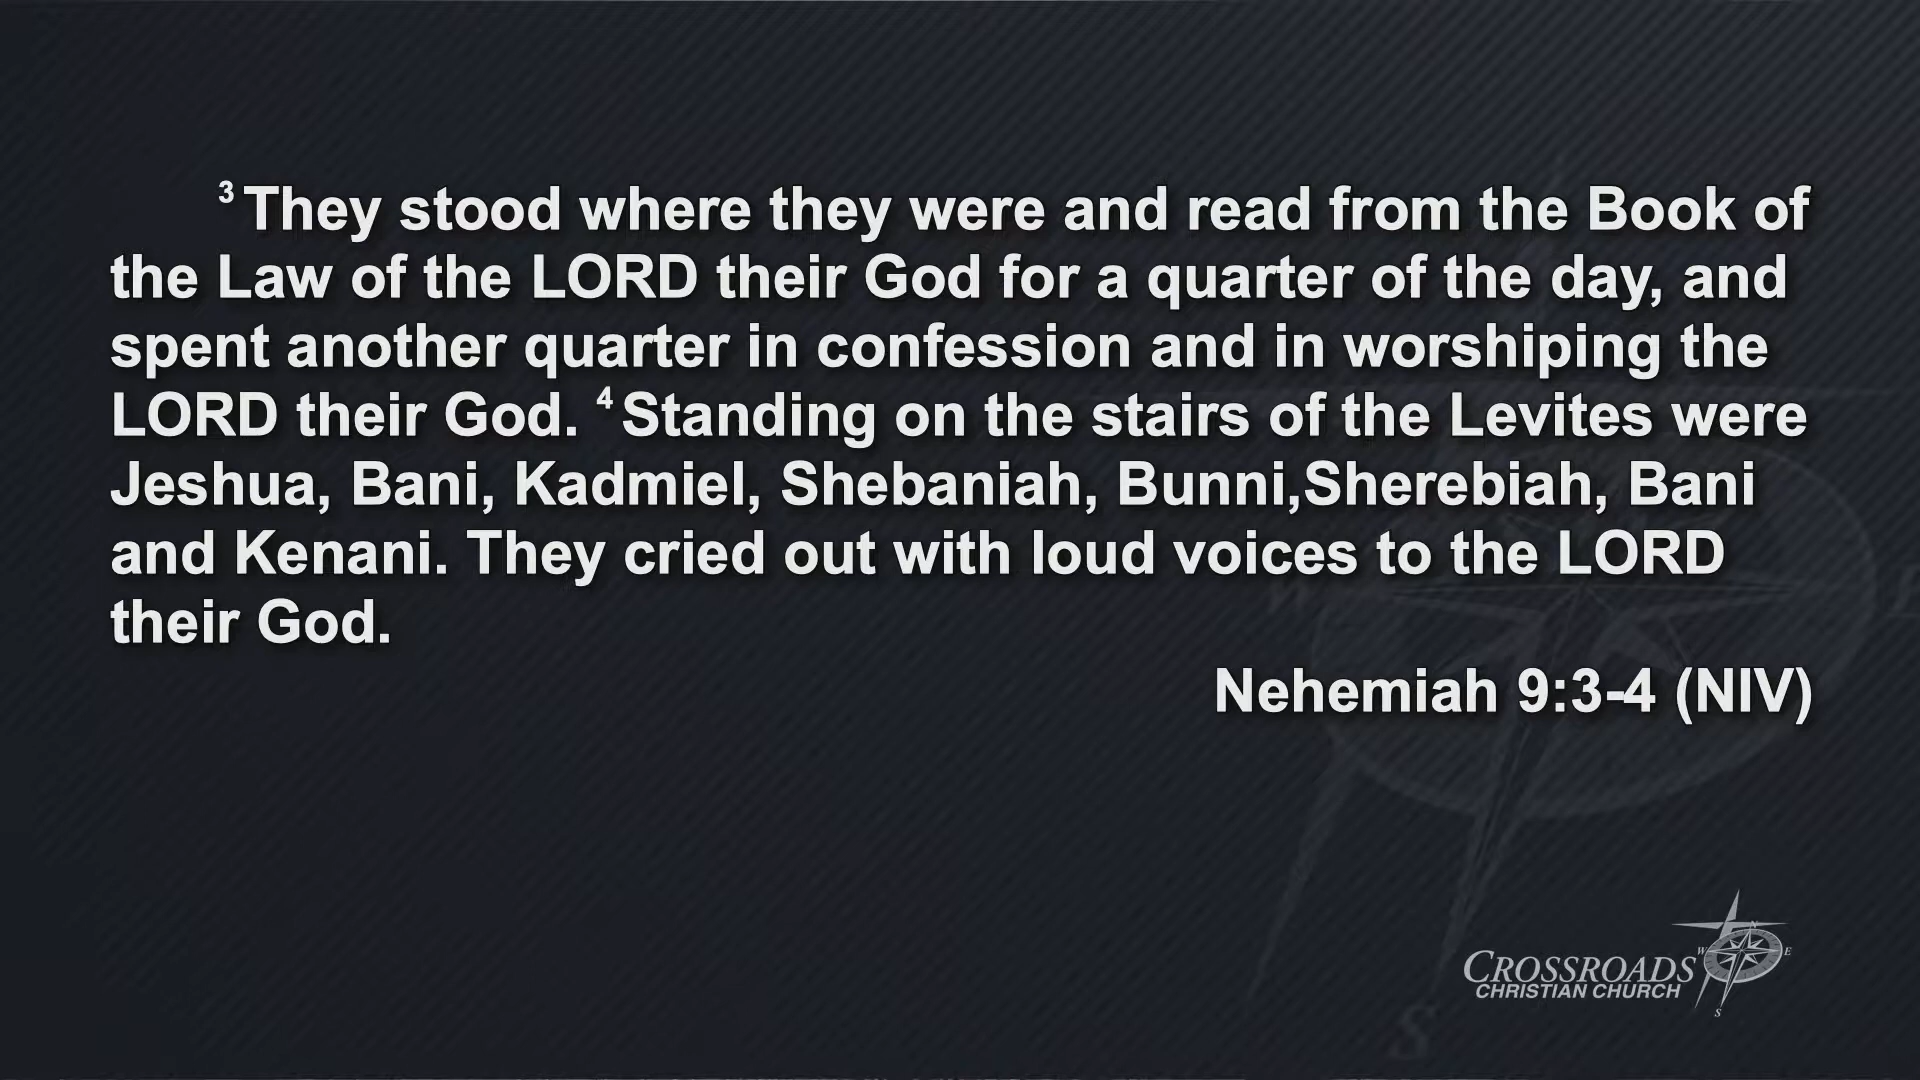 ³ They stood where they were and read from the Book of
the Law of the LORD their God for a quarter of the day, and
spent another quarter in confession and in worshiping the
LORD their God. ⁴ Standing on the stairs of the Levites were
Jeshua, Bani, Kadmiel, Shebaniah, Bunni,Sherebiah, Bani
and Kenani. They cried out with loud voices to the LORD
their God.
Nehemiah 9:3-4 (NIV)
CROSSROADS
CHRISTIAN CHURCH
N
W
E
S